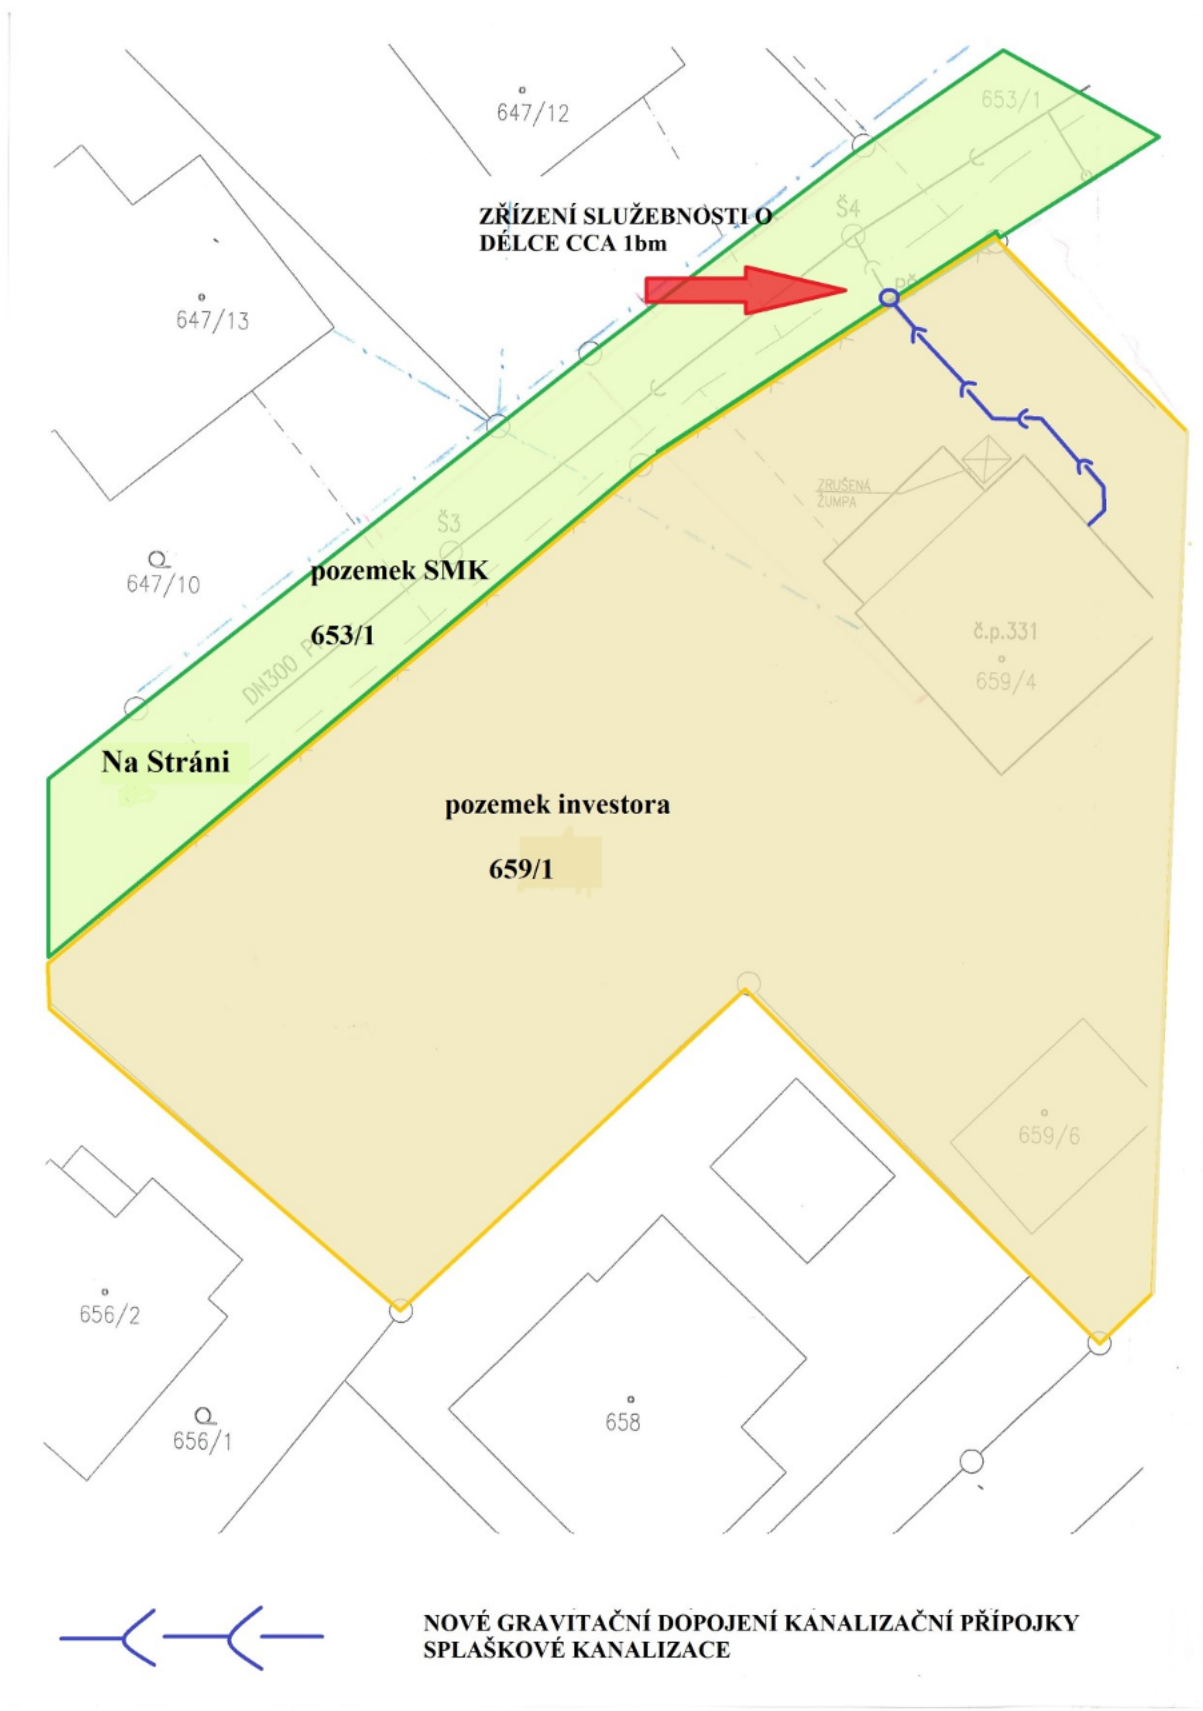 653/1
647/12
ZŘÍZENÍ SLUŽEBNOSTI O
DÉLCE CCA 1bm
Š4
647/13
ZRUŠENÁ
ŽUMPA
Š3
pozemek SMK
647/10
653/1
č.p.331
DN300
659/4
Na Stráni
pozemek investora
659/1
659/6
656/2
658
656/1
NOVÉ GRAVITAČNÍ DOPOJENÍ KANALIZAČNÍ PŘÍPOJKY
SPLAŠKOVÉ KANALIZACE